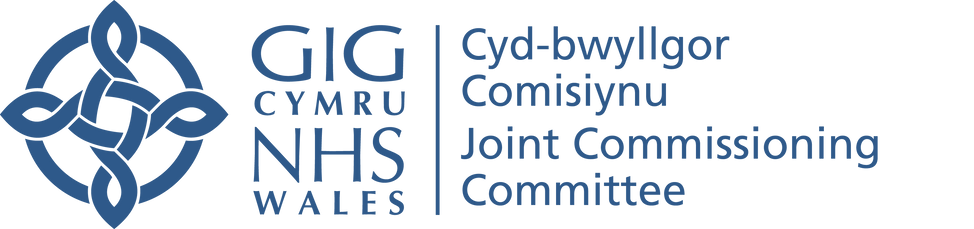 GIG
CYMRU
NHS
WALES
Cyd-bwyllgor
Comisiynu
Joint Commissioning
Committee